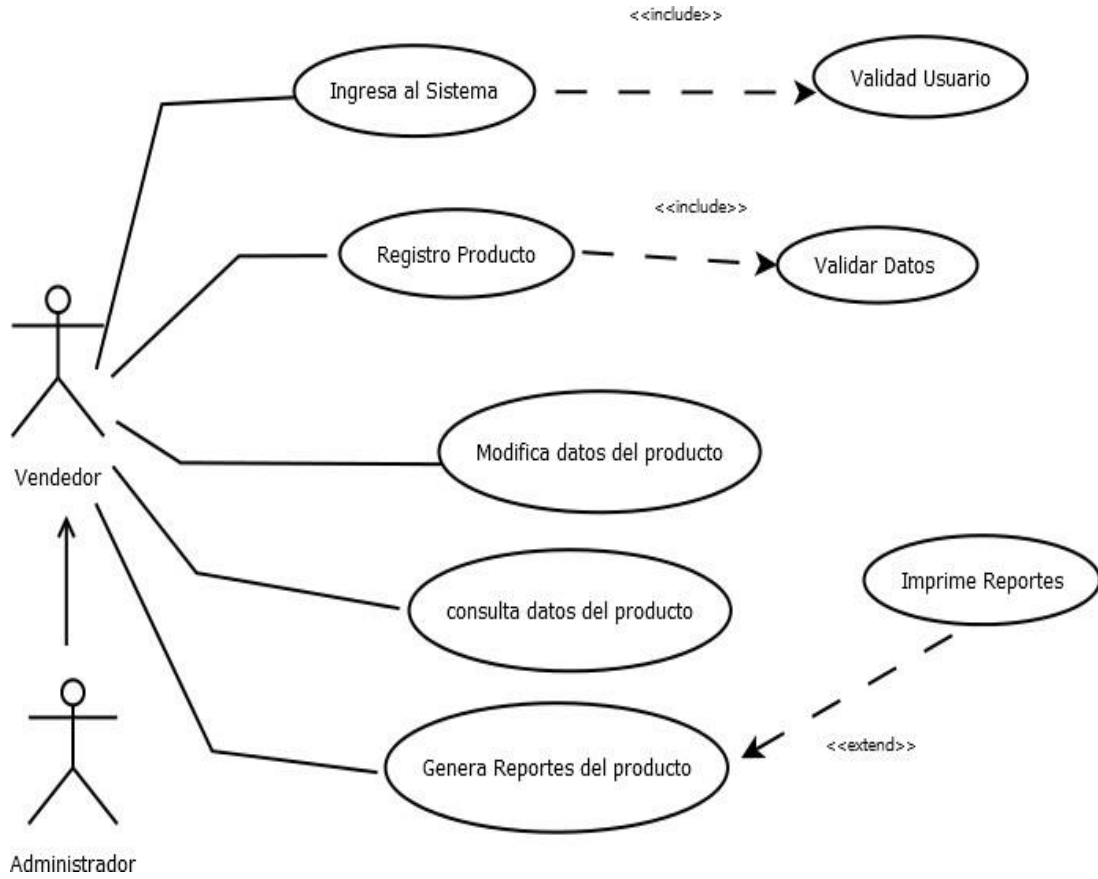 <<include>>
Ingresa al Sistema
Validad Usuario
<<include>>
Registro Producto
Validar Datos
Vendedor
Modifica datos del producto
Imprime Reportes
consulta datos del producto
<<extend>>
Genera Reportes del producto
Administrador